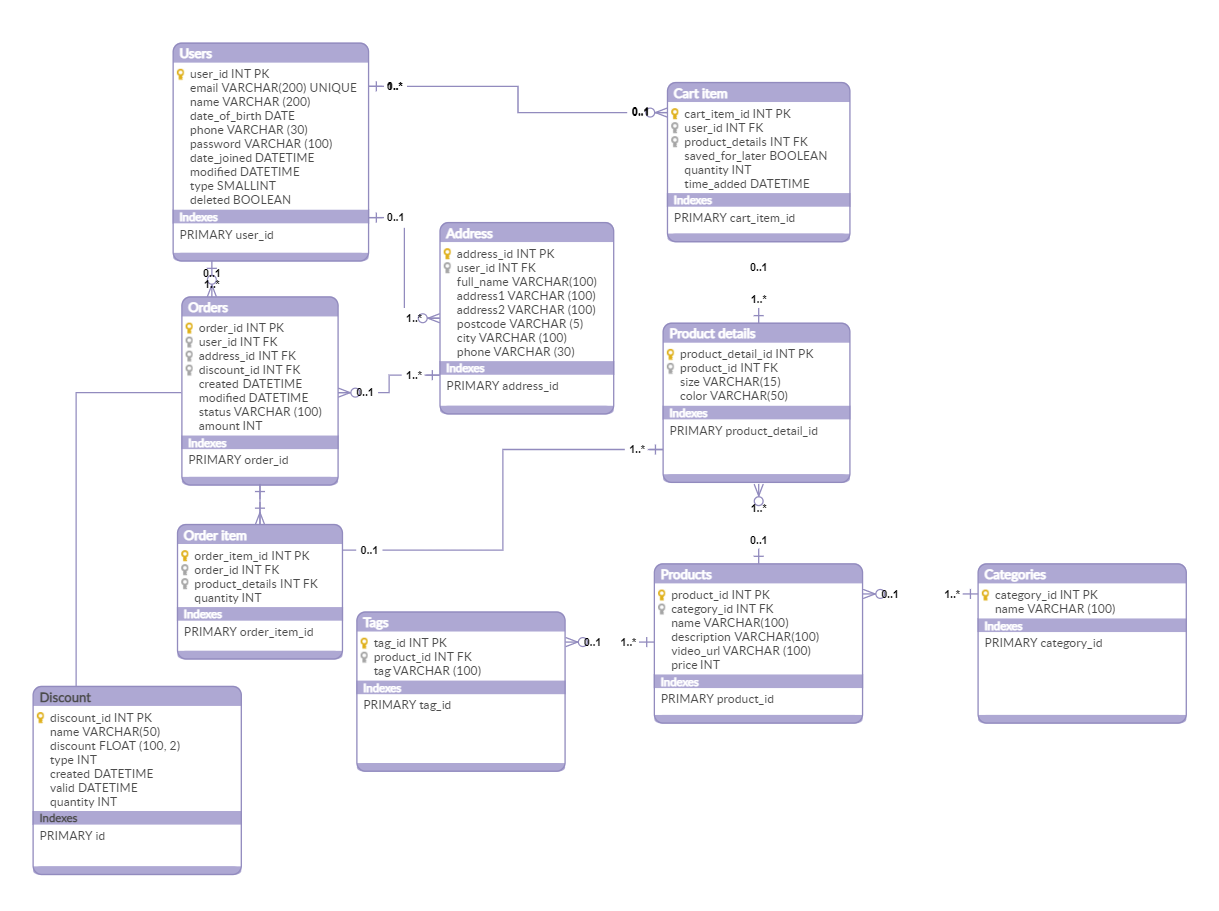 Users
user_id INT PK
email VARCHAR(200) UNIQUE
name VARCHAR (200)
date_of_birth DATE
phone VARCHAR (30)
password VARCHAR (100)
date_joined DATETIME
modified DATETIME
type SMALLINT
deleted BOOLEAN
Indexes
PRIMARY user_id
0..*
0..1
Cart item
cart_item_id INT PK
user_id INT FK
product_details INT FK
saved_for_later BOOLEAN
quantity INT
time_added DATETIME
Indexes
PRIMARY cart_item_id
0..1
1..*
0..1
Address
address_id INT PK
user_id INT FK
full_name VARCHAR(100)
address1 VARCHAR (100)
address2 VARCHAR (100)
postcode VARCHAR (5)
city VARCHAR (100)
phone VARCHAR (30)
Indexes
PRIMARY address_id
1..*
0..1
1..*
Orders
order_id INT PK
user_id INT FK
address_id INT FK
discount_id INT FK
created DATETIME
modified DATETIME
status VARCHAR (100)
amount INT
Indexes
PRIMARY order_id
0..1
1..*
Product details
product_detail_id INT PK
product_id INT FK
size VARCHAR(15)
color VARCHAR(50)
Indexes
PRIMARY product_detail_id
1..*
1..*
0..1
Order item
order_item_id INT PK
order_id INT FK
product_details INT FK
quantity INT
Indexes
PRIMARY order_item_id
0..1
Tags
tag_id INT PK
product_id INT FK
tag VARCHAR (100)
Indexes
PRIMARY tag_id
0..1
1..*
Products
product_id INT PK
category_id INT FK
name VARCHAR(100)
description VARCHAR(100)
video_url VARCHAR (100)
price INT
Indexes
PRIMARY product_id
0..1
1..*
Categories
category_id INT PK
name VARCHAR (100)
Indexes
PRIMARY category_id
Discount
discount_id INT PK
name VARCHAR(50)
discount FLOAT (100, 2)
type INT
created DATETIME
valid DATETIME
quantity INT
Indexes
PRIMARY id